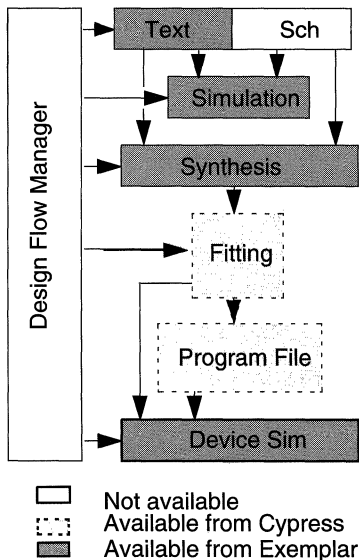 Text Sch
Simulation
Synthesis
Design Flow Manager
Fitting
Program File
Device Sim
Not available
Available from Cypress
Available from Exemplar